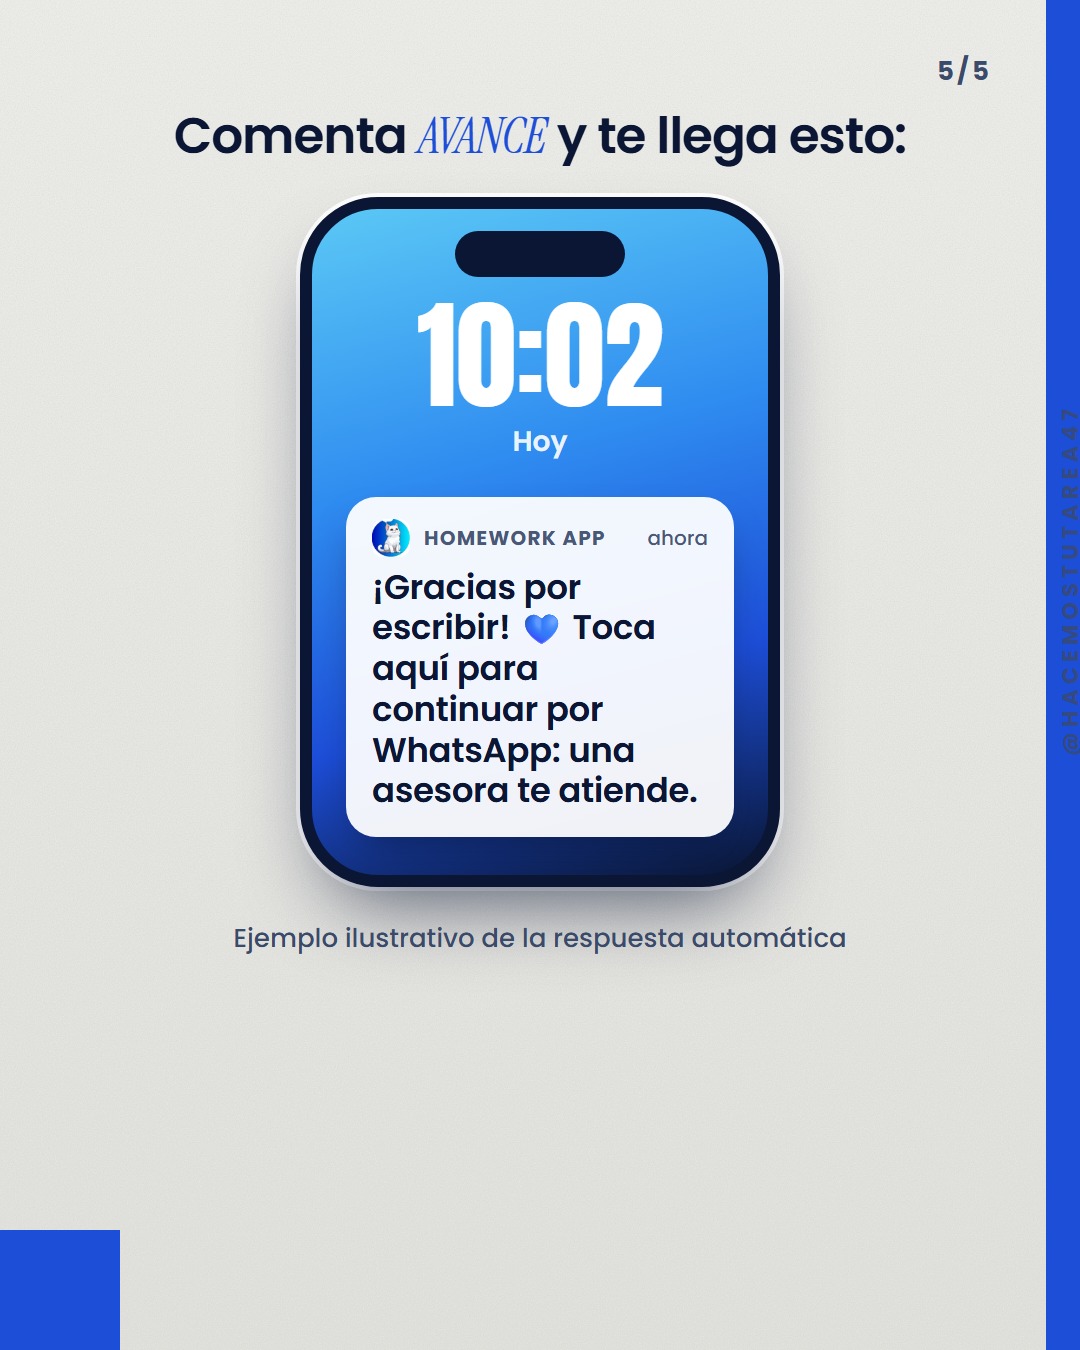 5/5
Comenta AVANCE y te llega esto:
10:02
Hoy
HOMEWORK APP ahora
¡Gracias por
escribir! 💙 Toca
aquí para
continuar por
WhatsApp: una
asesora te atiende.
Ejemplo ilustrativo de la respuesta automática
@HACEMOSTUTAREA47